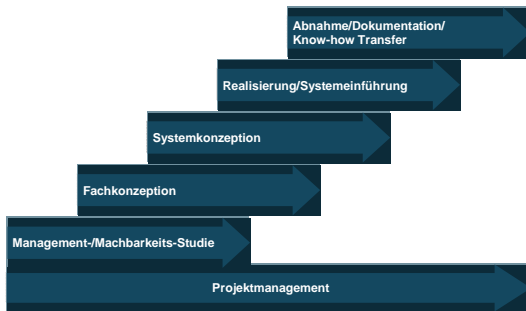 Abnahme/Dokumentation/
Know-how Transfer
Realisierung/Systemeinführung
Systemkonzeption
Fachkonzeption
Management-/Machbarkeits-Studie
Projektmanagement